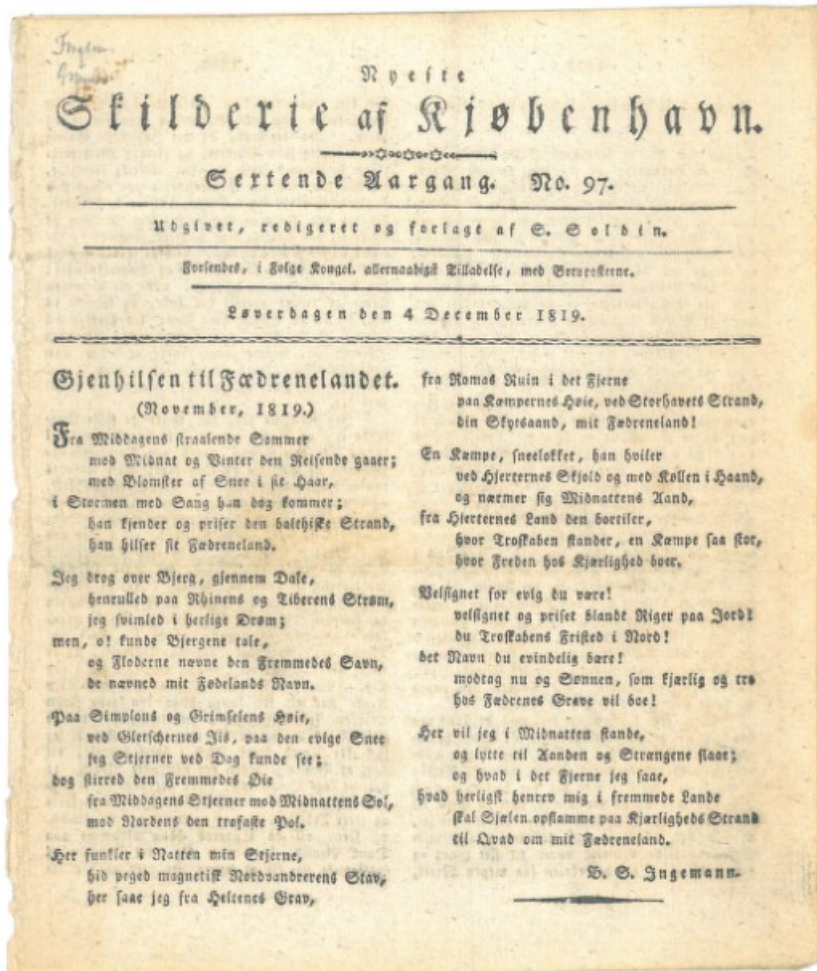 Nyeste
Skilderie af Kjøbenhavn.
Sextende Aargang. No. 97.
Udgivet, redigeret og forlagt af S. Soldin.
Forsendes, i Følge Kongel. allernaadigst Tilladelse, med Brevposterne.
Løverdagen den 4 December 1819.
Gjenhilsen til Fædrenelandet.
(November, 1819.)
Fra Middagens straalende Sommer
mod Midnat og Vinter den Reisende gaaer;
med Blomster af Snee i sit Haar,
i Stormen med Sang han dog kommer;
han kjender og priser den balthiske Strand,
han hilser sit Fædreneland.
Jeg drog over Bjerg, gjennem Dale,
henrulled paa Rhinens og Tiberens Strøm,
jeg svimled i herlige Drøm;
men, o! kunde Bjergene tale,
og Floderne nævne den Fremmedes Savn,
de nævned mit Fødelands Navn.
Paa Simplons og Grimselens Høie,
ved Gletschernes Iis, paa den evige Snee
jeg Stjerner ved Dag kunde see;
dog stirred den Fremmedes Øie
fra Middagens Stjerner mod Midnattens Sol,
mod Nordens den trofaste Pol.
Her funkler i Natten min Stjerne,
hid peged magnetisk Nordvandrerens Stav,
her saae jeg fra Heltenes Grav,
fra Romas Ruin i det Fjerne
paa Kæmpernes Høie, ved Storhavets Strand,
din Skytsaand, mit Fædreneland!
En Kæmpe, sneelokket, han hviler
ved Hjerternes Skjold og med Køllen i Haand,
og nærmer sig Midnattens Aand,
fra Hjerternes Land den bortiler,
hvor Troskaben stander, en Kæmpe saa stor,
hvor Freden hos Kjærlighed boer.
Velsignet for evig du være!
velsignet og priset blandt Riger paa Jord!
du Troskabens Fristed i Nord!
det Navn du evindelig bære!
modtag nu og Sønnen, som kjærlig og tro
hos Fædrenes Grave vil boe!
Her vil jeg i Midnatten stande,
og lytte til Aanden og Strængene slaae;
og hvad i det Fjerne jeg saae,
hvad herligst henrev mig i fremmede Lande
skal Sjælen opflamme paa Kjærligheds Strand
til Qvad om mit Fædreneland.
B. S. Ingemann.